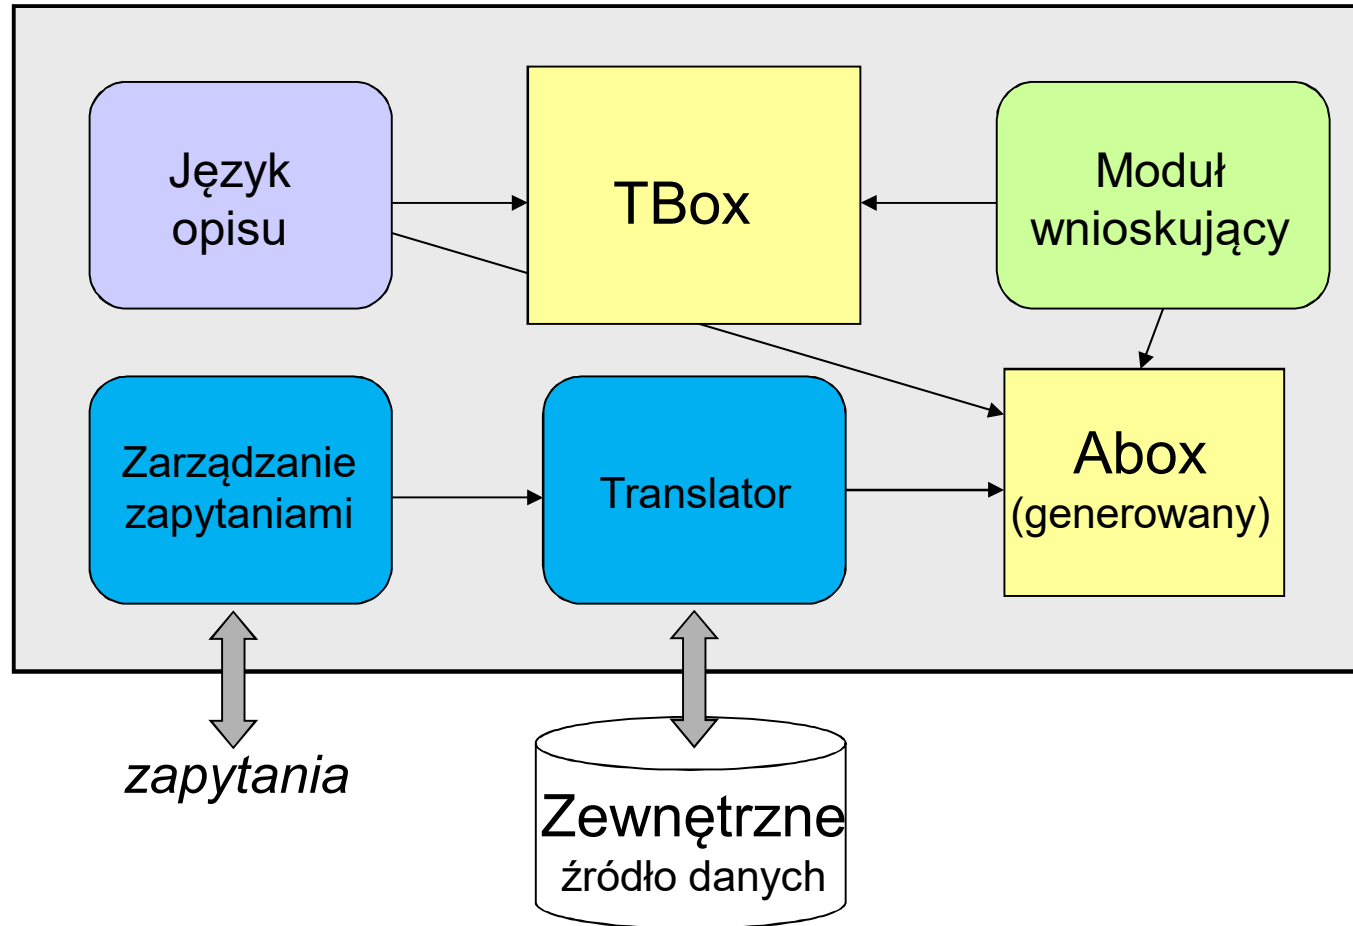 Język
opisu
TBox
Moduł
wnioskujący
Zarządzanie
zapytaniami
Translator
Abox
(generowany)
zapytania
Zewnętrzne
źródło danych